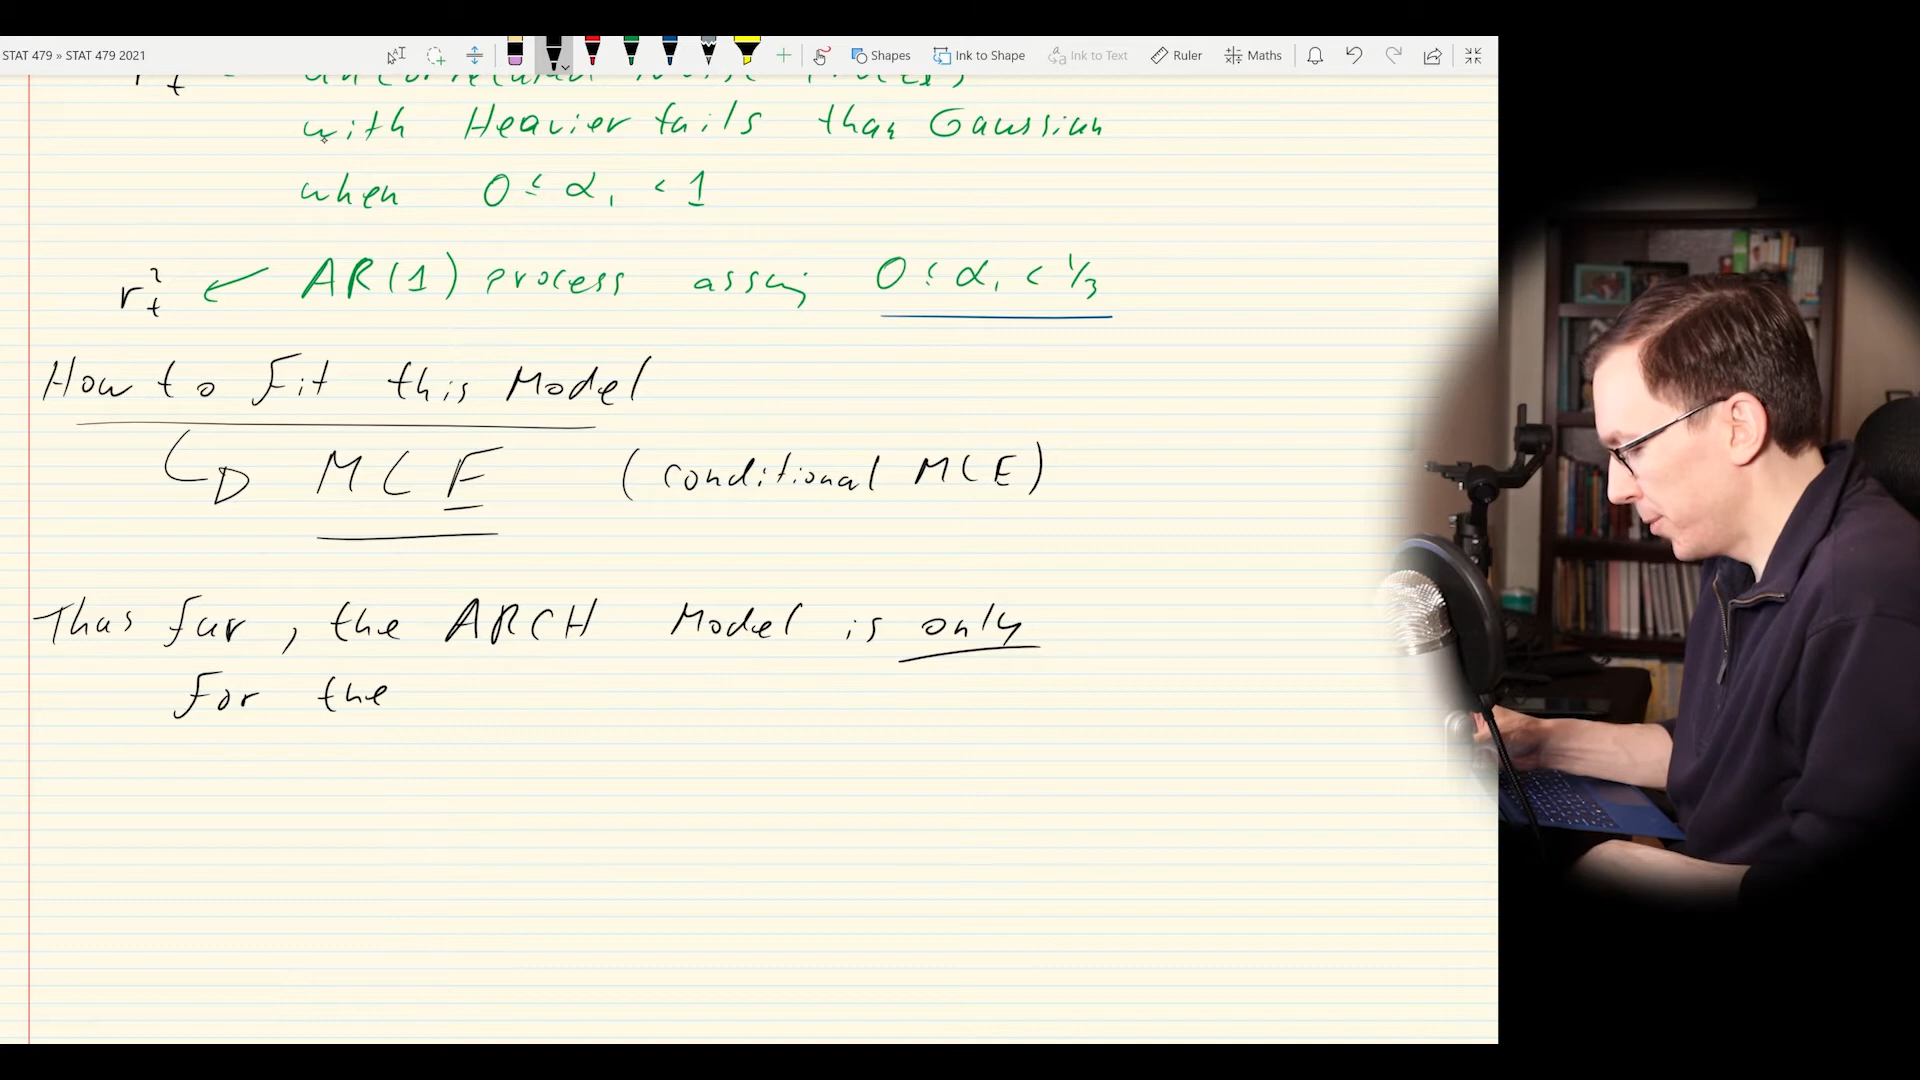 STAT 479 » STAT 479 2021
Shapes Ink to Shape Ink to Text Ruler Maths
r_t
with Heavier tails than Gaussian
when 0 ≤ α₁ < 1
r_t² ← AR(1) process assuming 0 ≤ α₁ < 1/3
How to Fit this Model
↳ MLE (conditional MLE)
Thus far, the ARCH Model is only
for the